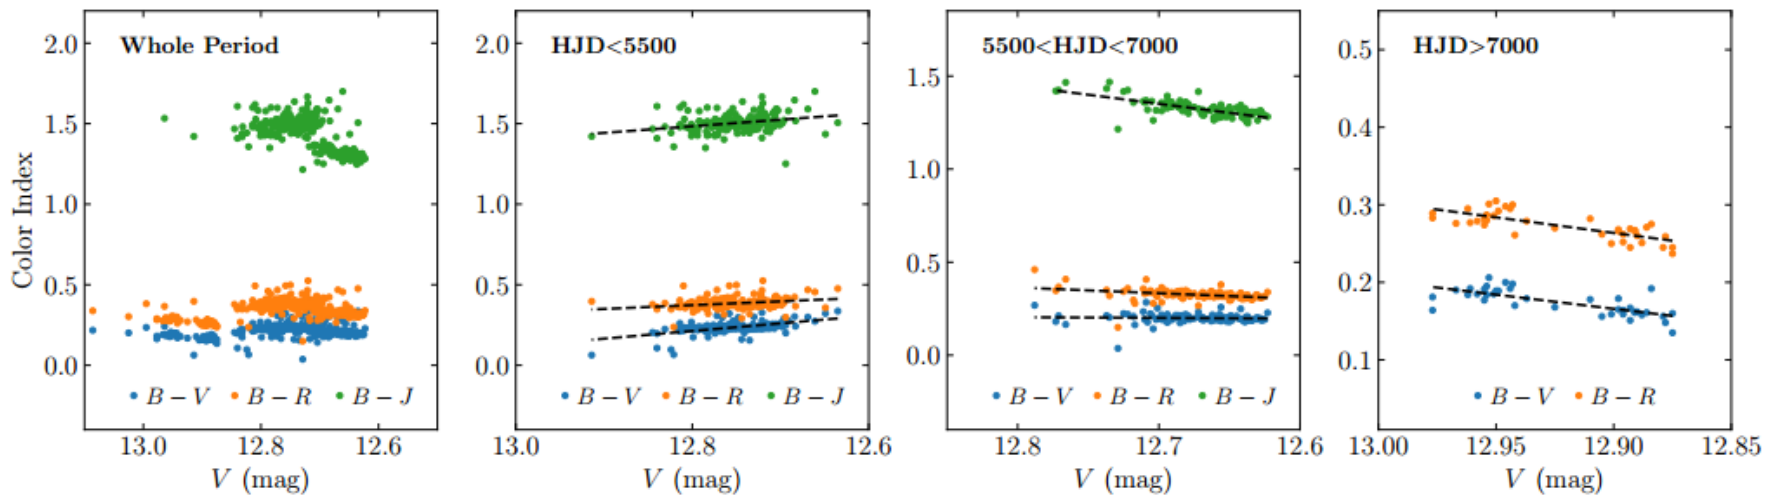 Color Index
Whole Period
2.0
1.5
1.0
0.5
0.0
B − V B − R B − J
13.0 12.8 12.6
V (mag)
HJD<5500
2.0
1.5
1.0
0.5
0.0
B − V B − R B − J
13.0 12.8 12.6
V (mag)
5500<HJD<7000
1.5
1.0
0.5
0.0
B − V B − R B − J
12.8 12.7 12.6
V (mag)
HJD>7000
0.5
0.4
0.3
0.2
0.1
B − V B − R
13.00 12.95 12.90 12.85
V (mag)